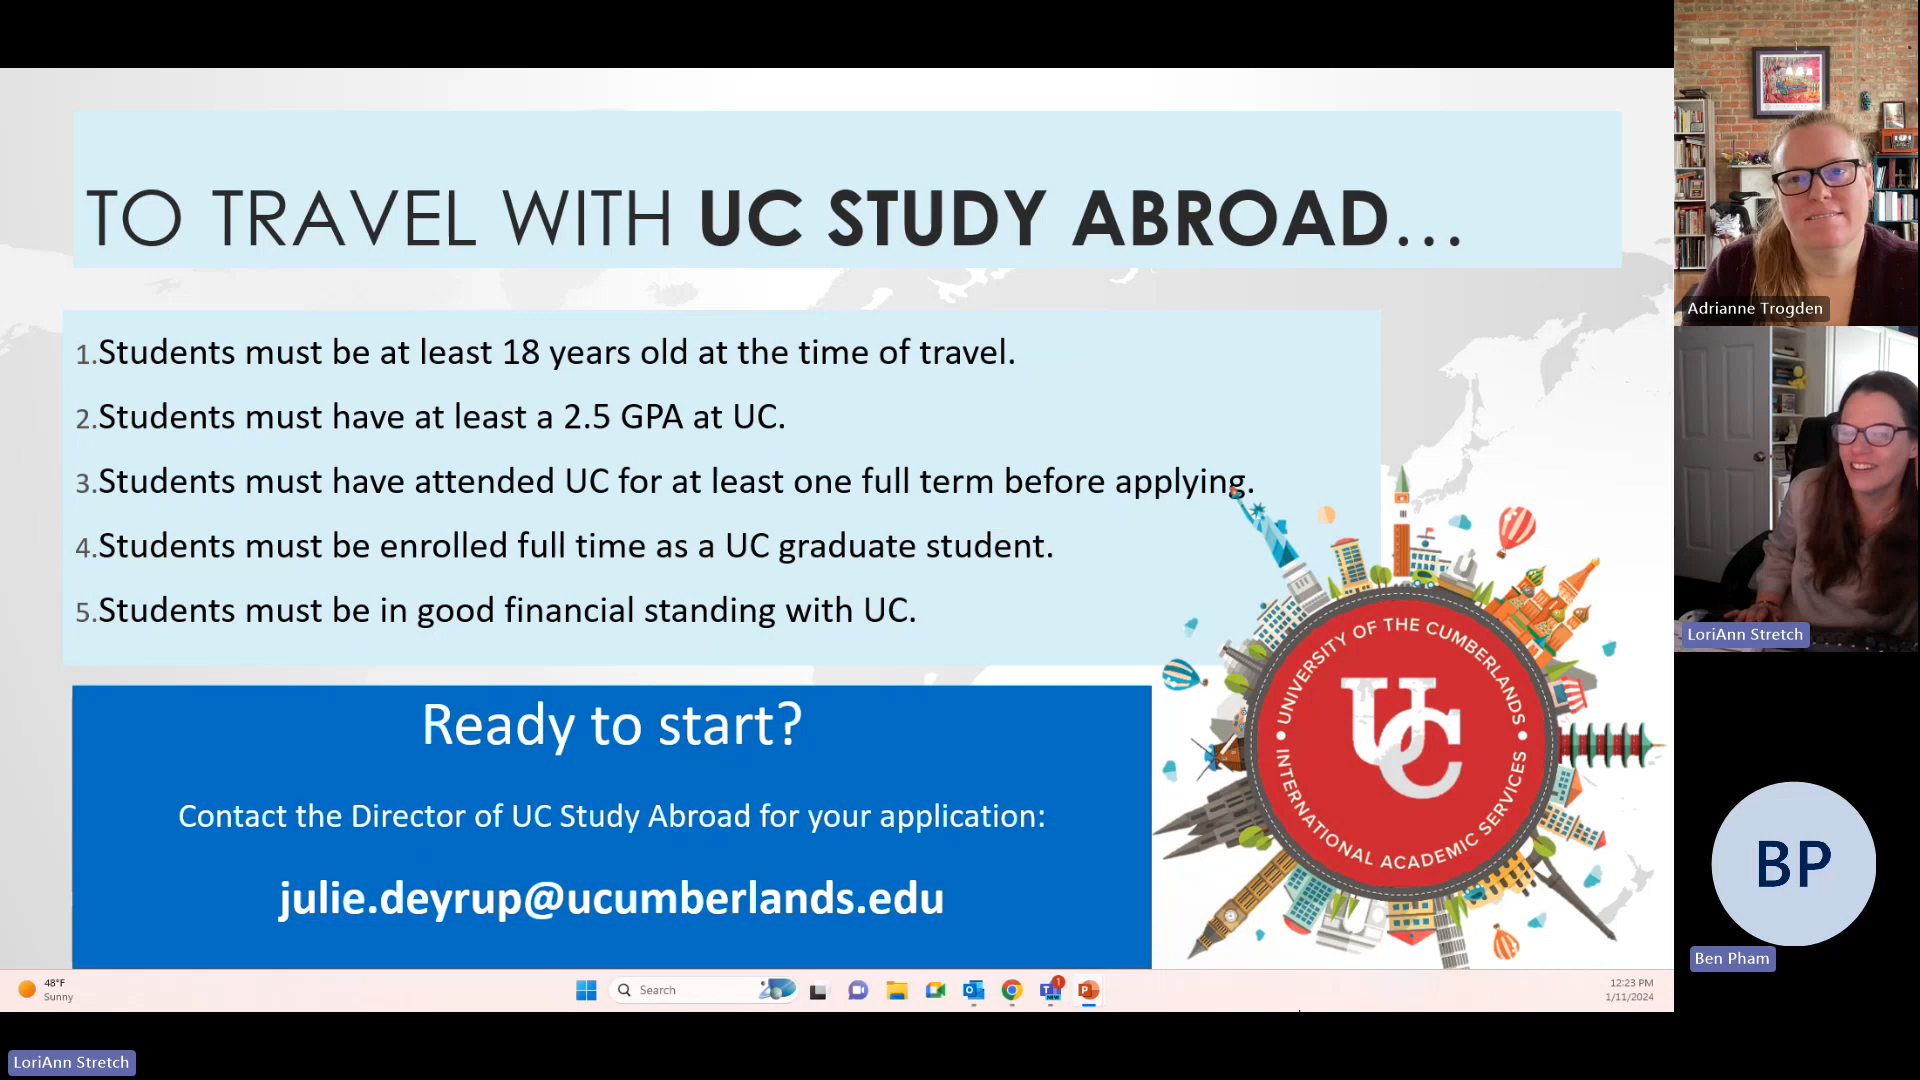 TO TRAVEL WITH UC STUDY ABROAD...
1.Students must be at least 18 years old at the time of travel.
2.Students must have at least a 2.5 GPA at UC.
3.Students must have attended UC for at least one full term before applying.
4.Students must be enrolled full time as a UC graduate student.
5.Students must be in good financial standing with UC.
Ready to start?
Contact the Director of UC Study Abroad for your application:
julie.deyrup@ucumberlands.edu
UNIVERSITY OF THE CUMBERLANDS
UC
INTERNATIONAL ACADEMIC SERVICES
48°F
Sunny
Search
1
NEW
12:23 PM
1/11/2024
Adrianne Trogden
LoriAnn Stretch
BP
Ben Pham
LoriAnn Stretch